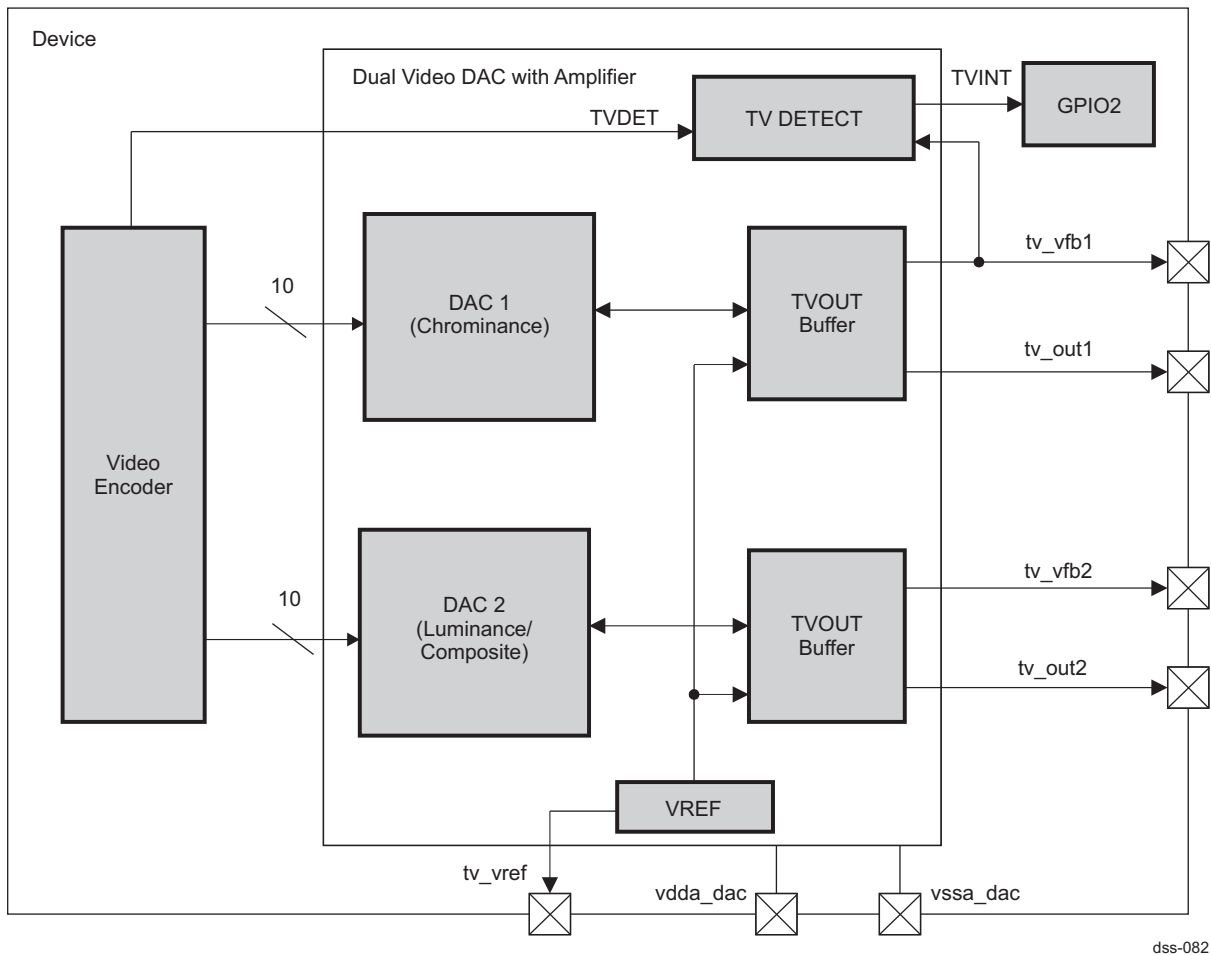 Device
Dual Video DAC with Amplifier
TVDET
TV DETECT
TVINT
GPIO2
10
DAC 1
(Chrominance)
TVOUT
Buffer
tv_vfb1
tv_out1
Video
Encoder
10
DAC 2
(Luminance/
Composite)
TVOUT
Buffer
tv_vfb2
tv_out2
VREF
tv_vref
vdda_dac
vssa_dac
dss-082